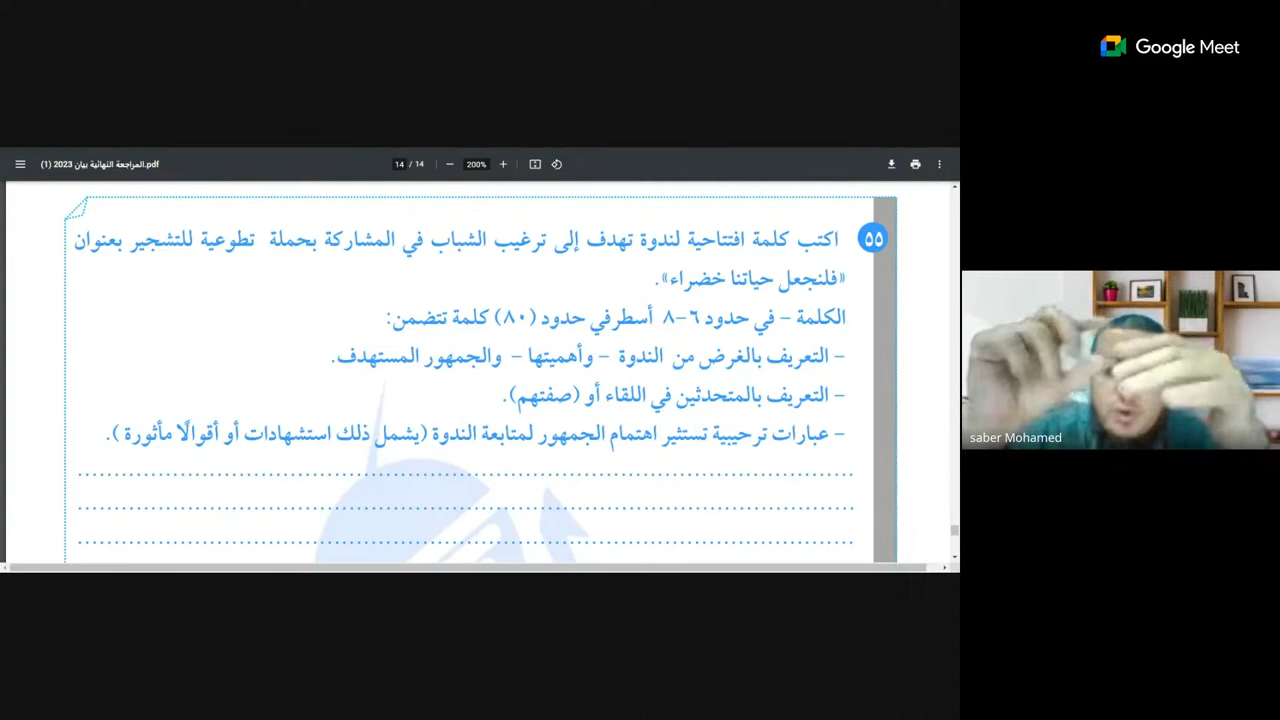 Google Meet
المراجعة النهائية بيان 2023 (1).pdf
14 / 14
200%
٥٥
اكتب كلمة افتتاحية لندوة تهدف إلى ترغيب الشباب في المشاركة بحملة تطوعية للتشجير بعنوان
«فلنجعل حياتنا خضراء».
الكلمة – في حدود ٦-٨ أسطرفي حدود (٨٠) كلمة تتضمن:
– التعريف بالغرض من الندوة – وأهميتها – والجمهور المستهدف.
– التعريف بالمتحدثين في اللقاء أو (صفتهم).
– عبارات ترحيبية تستثير اهتمام الجمهور لمتابعة الندوة (يشمل ذلك استشهادات أو أقوالًا مأثورة ).
saber Mohamed